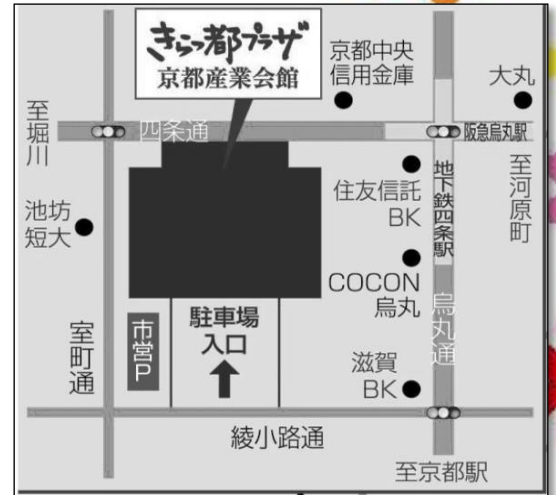 きらっ都プラザ
京都産業会館
京都中央
信用金庫
大丸
至堀川
四条通
阪急烏丸駅
池坊
短大
住友信託
BK
地下鉄四条駅
至河原町
COCON
烏丸
烏丸通
室町通
市営P
駐車場
入口
滋賀
BK
綾小路通
至京都駅